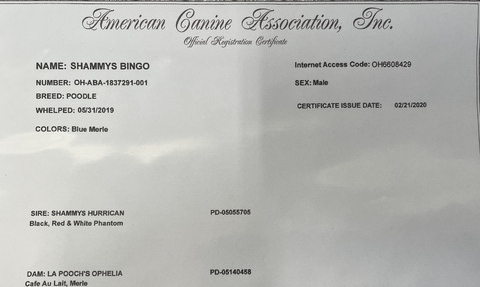 American Canine Association, Inc.
Official Registration Certificate
NAME: SHAMMYS BINGO
Internet Access Code: OH6608429
NUMBER: OH-ABA-1837291-001
SEX: Male
BREED: POODLE
WHELPED: 05/31/2019
CERTIFICATE ISSUE DATE: 02/21/2020
COLORS: Blue Merle
SIRE: SHAMMYS HURRICAN PD-05055705
Black, Red & White Phantom
DAM: LA POOCH'S OPHELIA PD-05140458
Cafe Au Lait, Merle